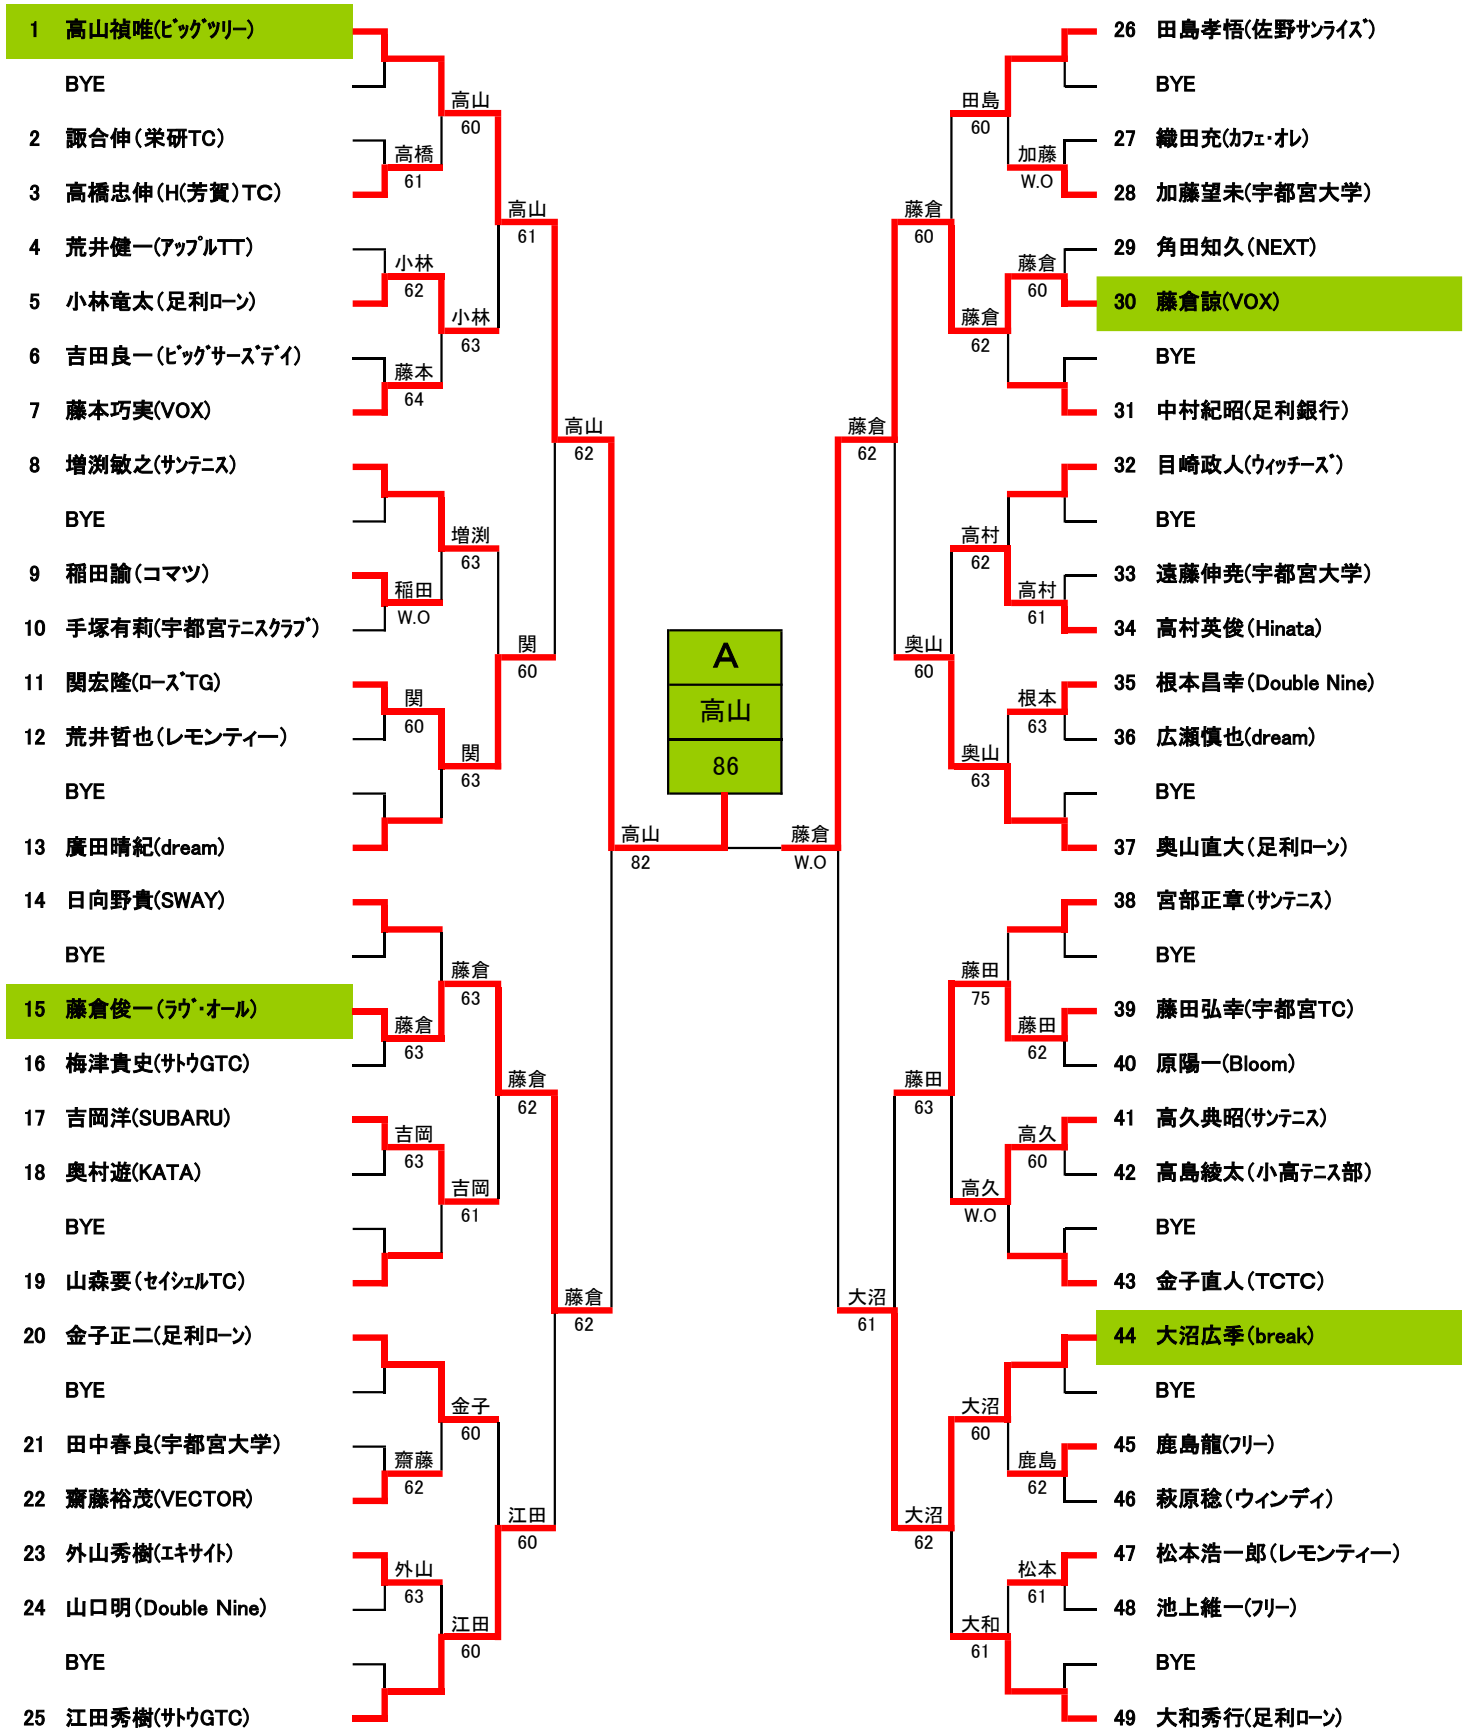 1 高山禎唯(ﾋﾞｯｸﾞﾂﾘｰ)
BYE
2 諏合伸（栄研TC）
3 高橋忠伸（H(芳賀）TC）
4 荒井健一(ｱｯﾌﾟﾙTT)
5 小林竜太（足利ﾛｰﾝ)
6 吉田良一（ﾋﾞｯｸﾞｻｰｽﾞﾃﾞｲ)
7 藤本巧実(VOX)
8 増渕敏之(ｻﾝﾃﾆｽ)
BYE
9 稲田諭（コマツ）
10 手塚有莉(宇都宮ﾃﾆｽｸﾗﾌﾞ)
11 関宏隆(ﾛｰｽﾞTG)
12 荒井哲也（レモンティー）
BYE
13 廣田晴紀(dream)
14 日向野貴(SWAY)
BYE
15 藤倉俊一（ﾗｳﾞ･ｵｰﾙ)
16 梅津貴史(ｻﾄｳGTC)
17 吉岡洋(SUBARU)
18 奥村遊(KATA)
BYE
19 山森要（ｾｲｼｪﾙTC)
20 金子正二(足利ﾛｰﾝ)
BYE
21 田中春良(宇都宮大学）
22 齋藤裕茂(VECTOR)
23 外山秀樹(ｴｷｻｲﾄ)
24 山口明（Double Nine)
BYE
25 江田秀樹(ｻﾄｳGTC)
高橋
61
小林
62
藤本
64
稲田
W.O
関
60
藤倉
63
吉岡
63
齋藤
62
外山
63
高山
60
小林
63
増渕
63
関
63
藤倉
63
吉岡
61
金子
60
江田
60
高山
61
関
60
藤倉
62
江田
60
高山
62
藤倉
62
高山
82
A
高山
86
藤倉
W.O
藤倉
62
大沼
61
藤倉
60
奥山
60
藤田
63
大沼
62
田島
60
藤倉
62
高村
62
奥山
63
藤田
75
高久
W.O
大沼
60
大和
61
加藤
W.O
藤倉
60
高村
61
根本
63
藤田
62
高久
60
鹿島
62
松本
61
26 田島孝悟(佐野ｻﾝﾗｲｽﾞ)
BYE
27 織田充(ｶﾌｪ･ｵﾚ)
28 加藤望未(宇都宮大学）
29 角田知久（NEXT)
30 藤倉諒(VOX)
BYE
31 中村紀昭(足利銀行）
32 目崎政人(ｳｨｯﾁｰｽﾞ)
BYE
33 遠藤伸尭(宇都宮大学）
34 高村英俊（Hinata)
35 根本昌幸（Double Nine)
36 広瀬慎也(dream)
BYE
37 奥山直大（足利ﾛｰﾝ)
38 宮部正章（ｻﾝﾃﾆｽ)
BYE
39 藤田弘幸(宇都宮TC)
40 原陽一(Bloom)
41 高久典昭(ｻﾝﾃﾆｽ)
42 高島綾太（小高ﾃﾆｽ部）
BYE
43 金子直人（TCTC）
44 大沼広季（break)
BYE
45 鹿島龍(ﾌﾘｰ)
46 萩原稔（ウィンディ）
47 松本浩一郎（レモンティー）
48 池上維一(ﾌﾘｰ)
BYE
49 大和秀行(足利ﾛｰﾝ)